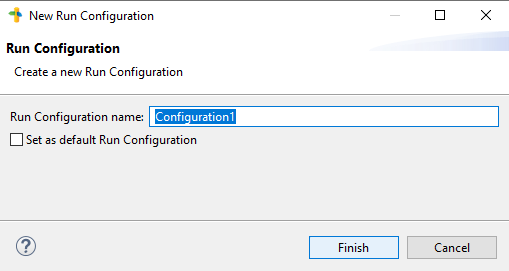 New Run Configuration
Run Configuration
Create a new Run Configuration
Run Configuration name: Configuration1
Set as default Run Configuration
? Finish Cancel